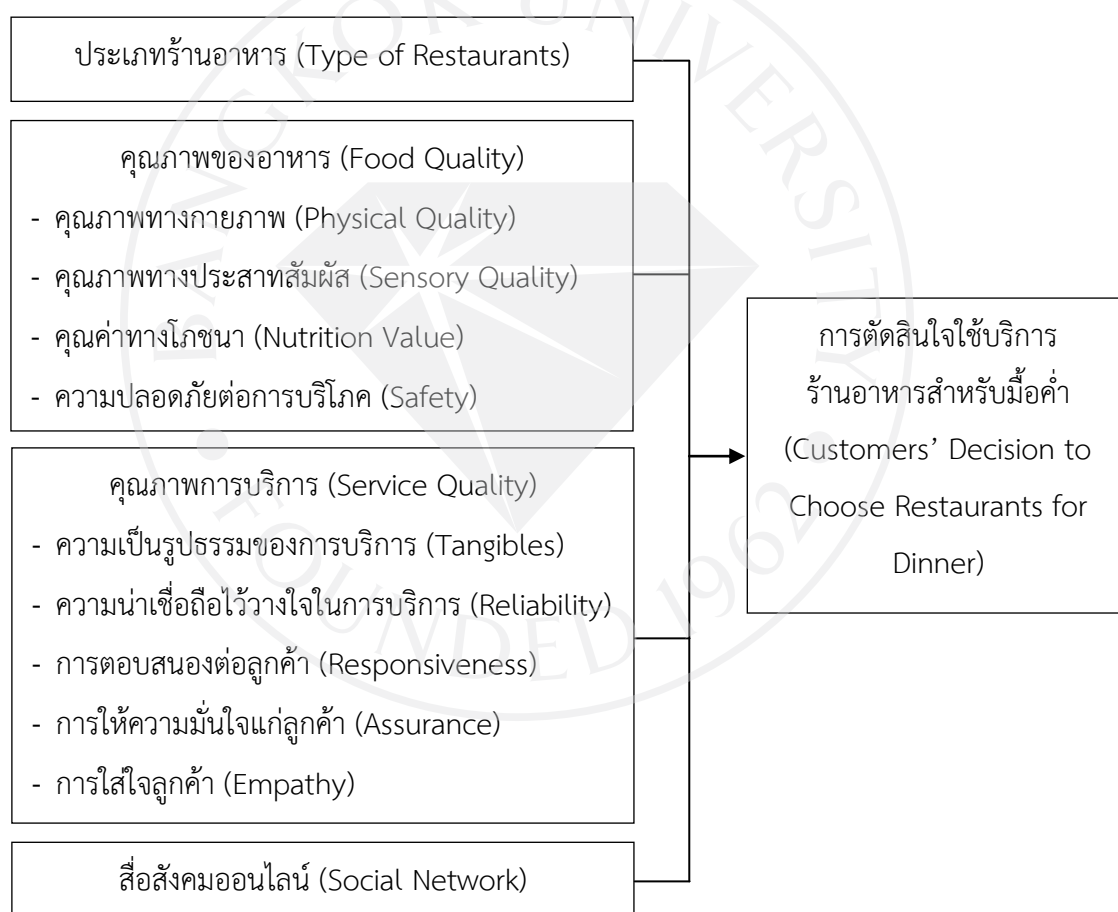 ประเภทร้านอาหาร (Type of Restaurants)
คุณภาพของอาหาร (Food Quality)
- คุณภาพทางกายภาพ (Physical Quality)
- คุณภาพทางประสาทสัมผัส (Sensory Quality)
- คุณค่าทางโภชนา (Nutrition Value)
- ความปลอดภัยต่อการบริโภค (Safety)
คุณภาพการบริการ (Service Quality)
- ความเป็นรูปธรรมของการบริการ (Tangibles)
- ความน่าเชื่อถือไว้วางใจในการบริการ (Reliability)
- การตอบสนองต่อลูกค้า (Responsiveness)
- การให้ความมั่นใจแก่ลูกค้า (Assurance)
- การใส่ใจลูกค้า (Empathy)
สื่อสังคมออนไลน์ (Social Network)
การตัดสินใจใช้บริการ
ร้านอาหารสำหรับมื้อค่ำ
(Customers’ Decision to
Choose Restaurants for
Dinner)
BANGKOK UNIVERSITY
FOUNDED 1962